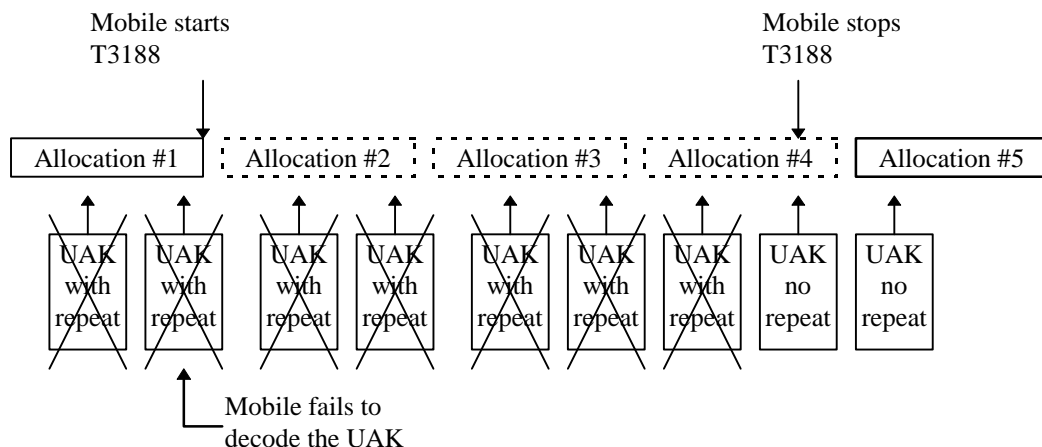 Mobile starts
T3188
Mobile stops
T3188
Allocation #1
Allocation #2
Allocation #3
Allocation #4
Allocation #5
UAK
with
repeat
UAK
with
repeat
UAK
with
repeat
UAK
with
repeat
UAK
with
repeat
UAK
with
repeat
UAK
with
repeat
UAK
no
repeat
UAK
no
repeat
Mobile fails to
decode the UAK